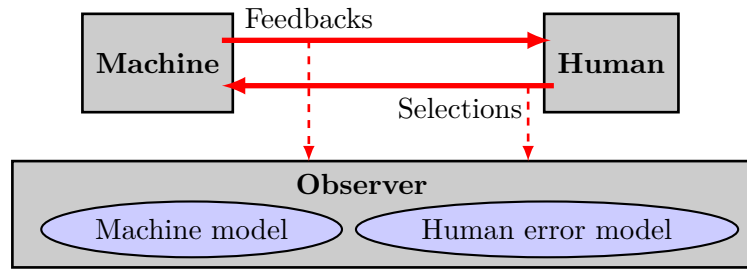 Feedbacks
Machine
Human
Selections
Observer
Machine model
Human error model